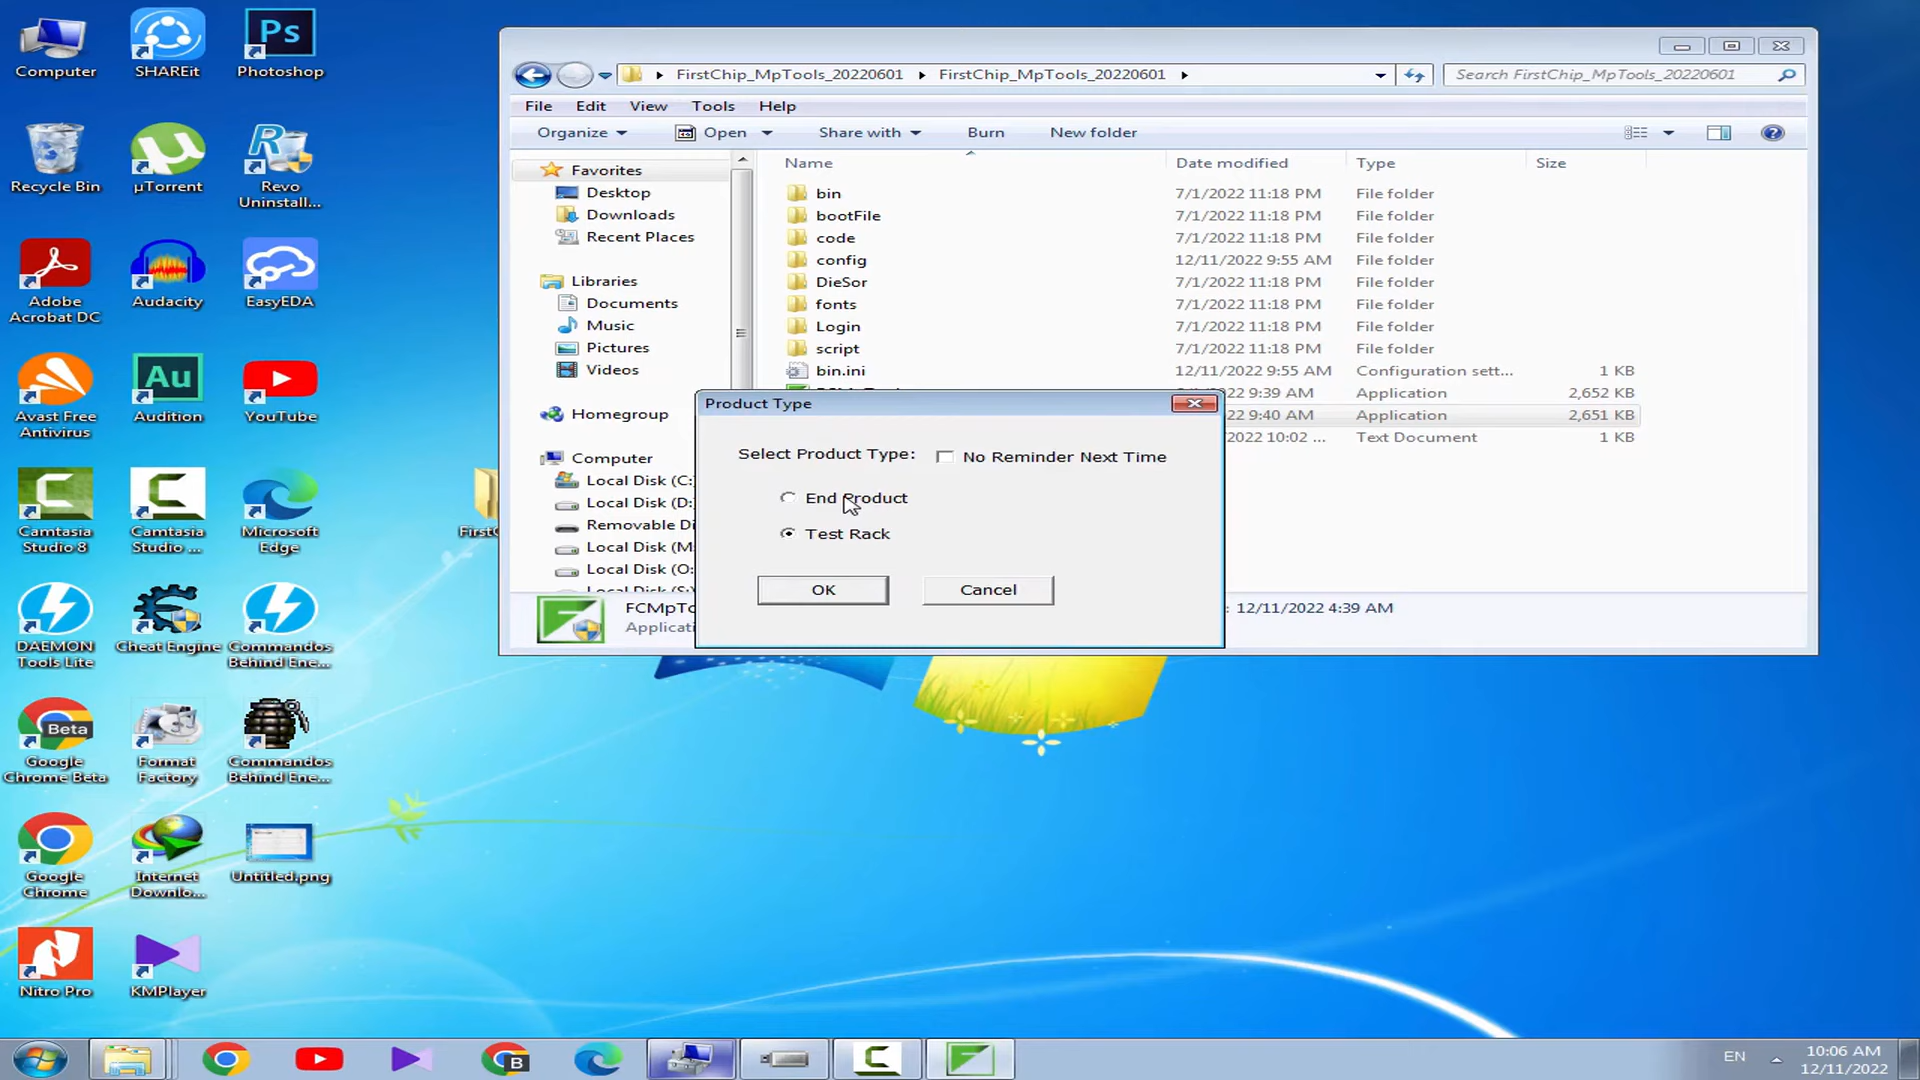 Computer
SHAREit
Ps
Photoshop
Recycle Bin
µTorrent
Revo
Uninstall...
Adobe
Acrobat DC
Audacity
EasyEDA
Avast Free
Antivirus
Au
Audition
YouTube
Camtasia
Studio 8
Camtasia
Studio ...
Microsoft
Edge
DAEMON
Tools Lite
Cheat Engine
Commandos
Behind Ene...
Beta
Google
Chrome Beta
Format
Factory
Commandos
Behind Ene...
Google
Chrome
Internet
Downlo...
Untitled.png
Nitro Pro
KMPlayer
FirstChip_MpTools_20220601
FirstChip_MpTools_20220601
Search FirstChip_MpTools_20220601
File Edit View Tools Help
Organize Open Share with Burn New folder
Favorites
Desktop
Downloads
Recent Places
Libraries
Documents
Music
Pictures
Videos
Homegroup
Computer
Local Disk (C:
Local Disk (D:
Removable Di
Local Disk (M:
Local Disk (O:
Name Date modified Type Size
bin 7/1/2022 11:18 PM File folder
bootFile 7/1/2022 11:18 PM File folder
code 7/1/2022 11:18 PM File folder
config 12/11/2022 9:55 AM File folder
DieSor 7/1/2022 11:18 PM File folder
fonts 7/1/2022 11:18 PM File folder
Login 7/1/2022 11:18 PM File folder
script 7/1/2022 11:18 PM File folder
bin.ini 12/11/2022 9:55 AM Configuration sett... 1 KB
22 9:39 AM Application 2,652 KB
22 9:40 AM Application 2,651 KB
2022 10:02 ... Text Document 1 KB
Product Type
Select Product Type: No Reminder Next Time
End Product
Test Rack
OK Cancel
FCMpTo
Applicati
: 12/11/2022 4:39 AM
B
EN
10:06 AM
12/11/2022